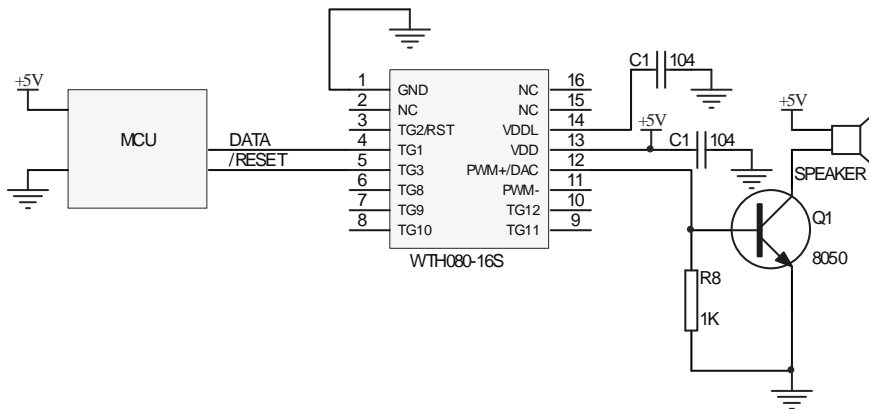 +5V
MCU
DATA
/RESET
1 GND
2 NC
3 TG2/RST
4 TG1
5 TG3
6 TG8
7 TG9
8 TG10
NC 16
NC 15
VDDL 14
VDD 13
PWM+/DAC 12
PWM- 11
TG12 10
TG11 9
WTH080-16S
C1 104
+5V
C1 104
+5V
SPEAKER
Q1
8050
R8
1K